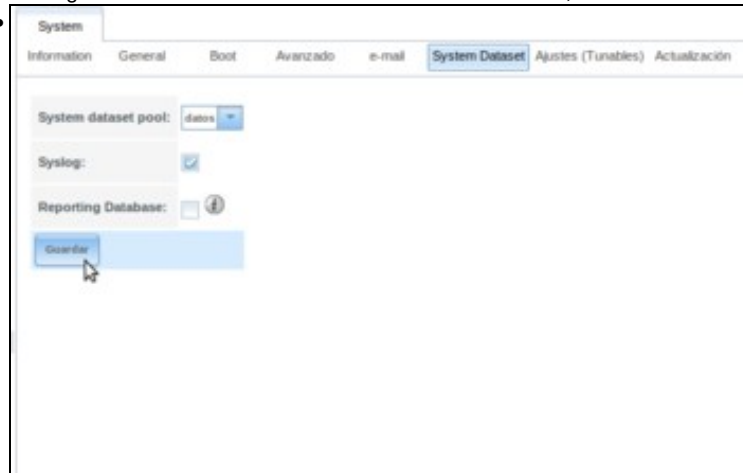 System
Information General Boot Avanzado e-mail System Dataset Ajustes (Tunables) Actualización
System dataset pool: datos
Syslog:
Reporting Database:
Guardar